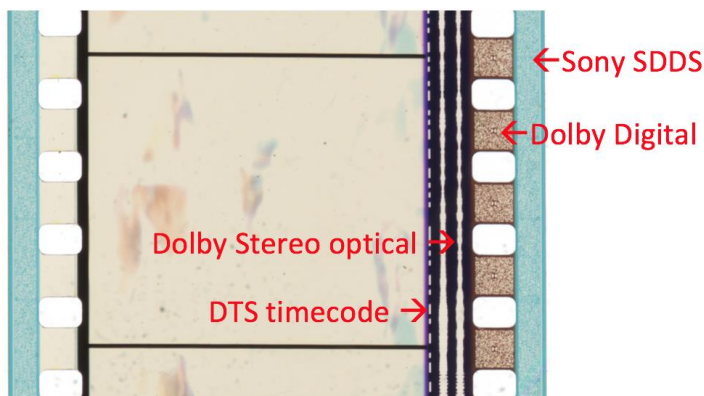 ←Sony SDDS
←Dolby Digital
Dolby Stereo optical →
DTS timecode →